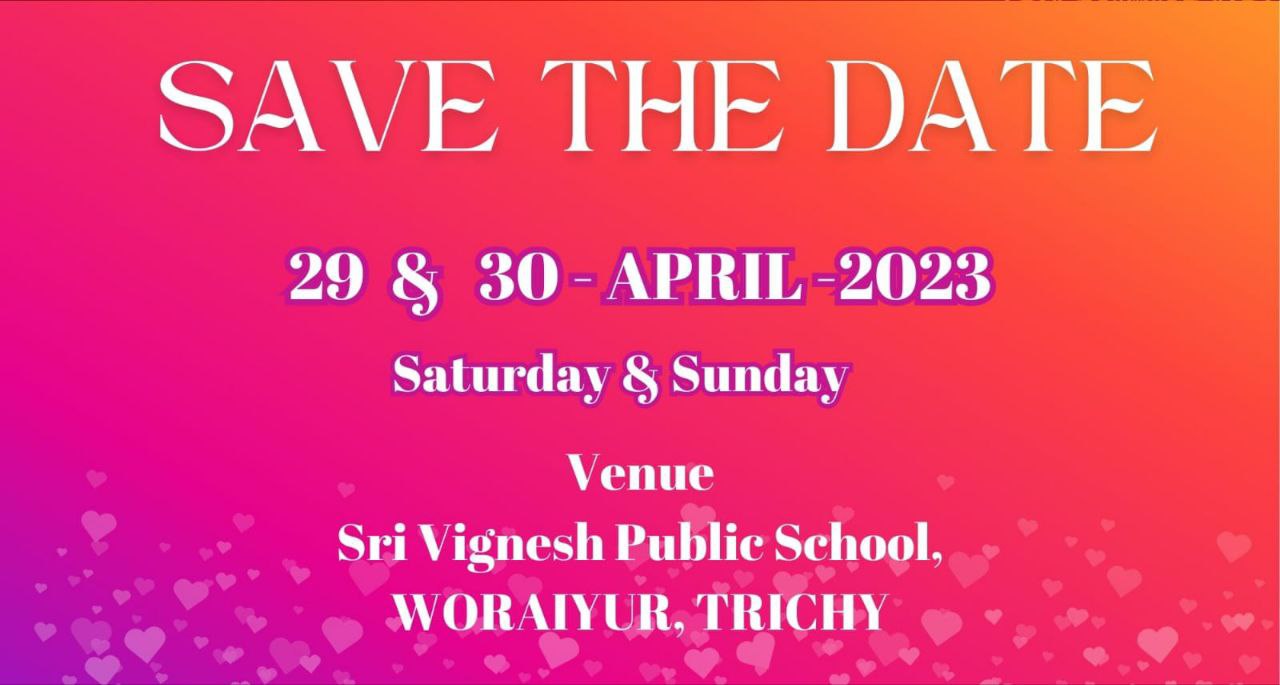 SAVE THE DATE
29 & 30 - APRIL -2023
Saturday & Sunday
Venue
Sri Vignesh Public School,
WORAIYUR, TRICHY